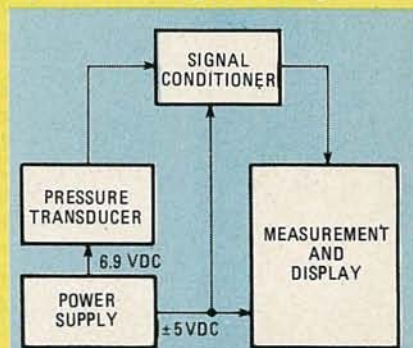 SIGNAL
CONDITIONER
PRESSURE
TRANSDUCER
6.9 VDC
POWER
SUPPLY
±5VDC
MEASUREMENT
AND
DISPLAY